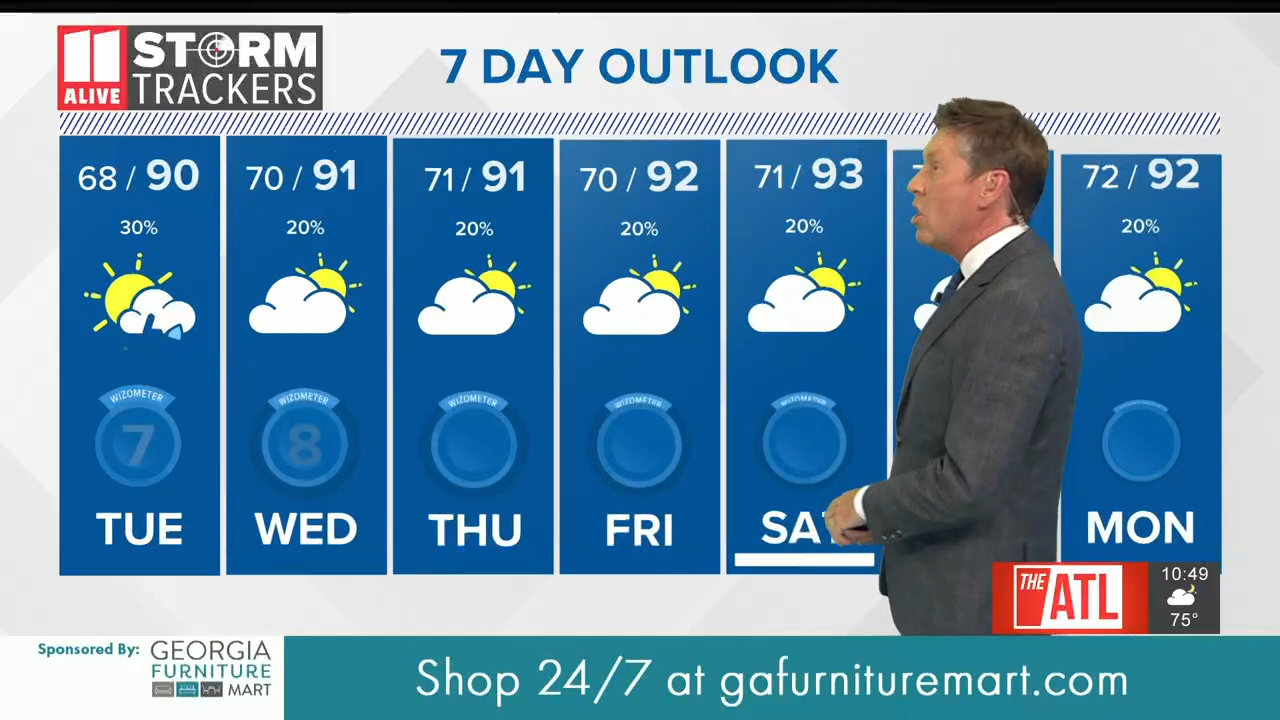 11
ALIVE
STORM
TRACKERS
7 DAY OUTLOOK
68 / 90
70 / 91
71 / 91
70 / 92
71 / 93
72 / 92
30%
20%
20%
20%
20%
20%
WIZOMETER
WIZOMETER
WIZOMETER
WIZOMETER
WIZOMETER
7
8
TUE
WED
THU
FRI
SAT
MON
THE
ATL
10:49
75°
Sponsored By:
GEORGIA
FURNITURE
MART
Shop 24/7 at gafurnituremart.com